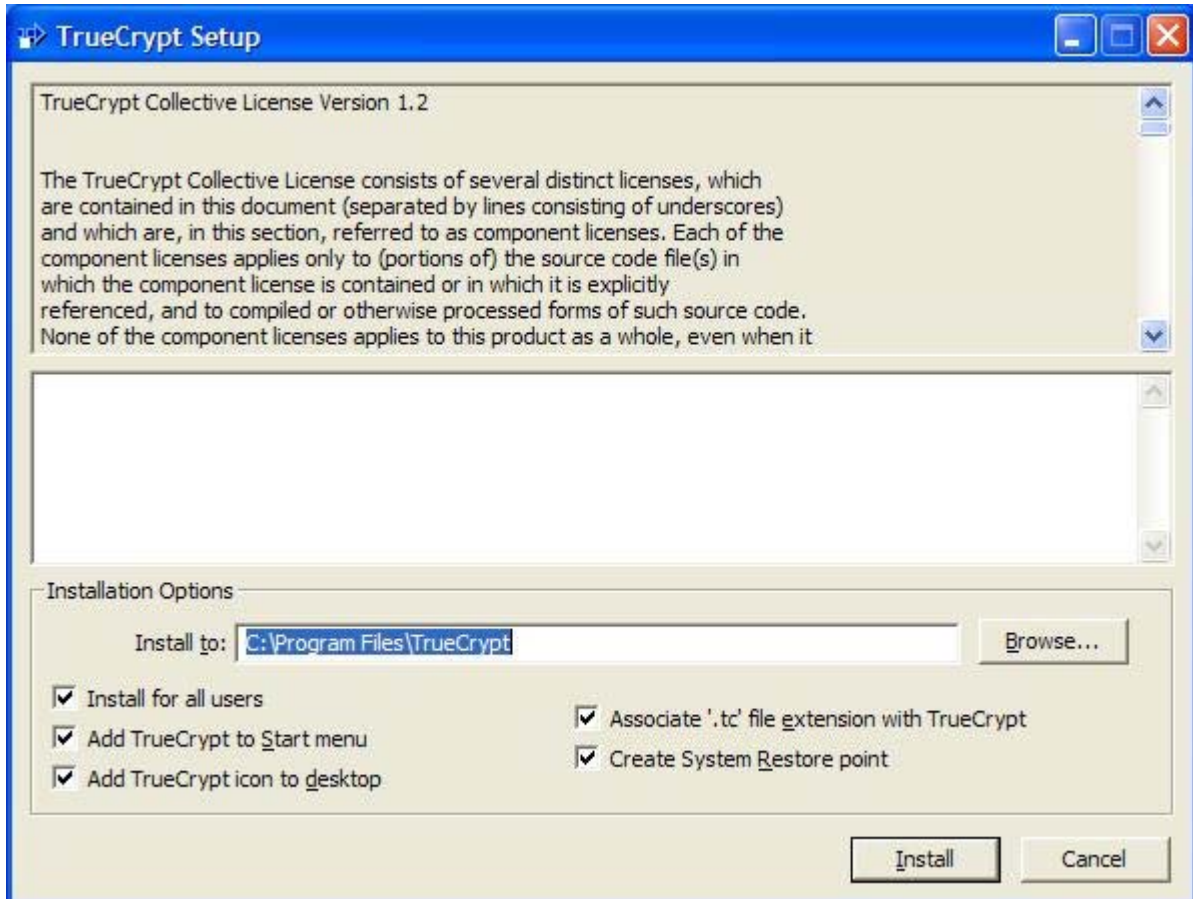 TrueCrypt Setup
TrueCrypt Collective License Version 1.2
The TrueCrypt Collective License consists of several distinct licenses, which
are contained in this document (separated by lines consisting of underscores)
and which are, in this section, referred to as component licenses. Each of the
component licenses applies only to (portions of) the source code file(s) in
which the component license is contained or in which it is explicitly
referenced, and to compiled or otherwise processed forms of such source code.
None of the component licenses applies to this product as a whole, even when it
Installation Options
Install to: C:\Program Files\TrueCrypt Browse...
Install for all users
Add TrueCrypt to Start menu
Add TrueCrypt icon to desktop
Associate '.tc' file extension with TrueCrypt
Create System Restore point
Install Cancel